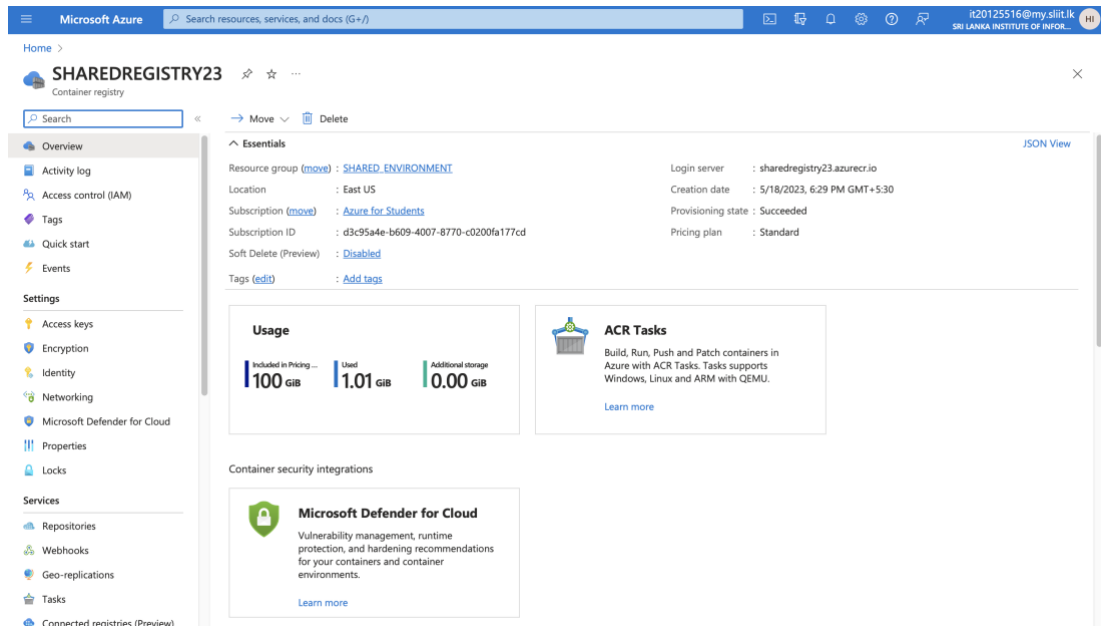 Microsoft Azure
Search resources, services, and docs (G+/)
it20125516@my.sliit.lk
SRI LANKA INSTITUTE OF INFOR...
HI
Home >
SHAREDREGISTRY23
Container registry
Search
«
Move
Delete
Overview
Activity log
Access control (IAM)
Tags
Quick start
Events
Settings
Access keys
Encryption
Identity
Networking
Microsoft Defender for Cloud
Properties
Locks
Services
Repositories
Webhooks
Geo-replications
Tasks
Connected registries (Preview)
Essentials
JSON View
Resource group (move) : SHARED_ENVIRONMENT
Location : East US
Subscription (move) : Azure for Students
Subscription ID : d3c95a4e-b609-4007-8770-c0200fa177cd
Soft Delete (Preview) : Disabled
Tags (edit) : Add tags
Login server : sharedregistry23.azurecr.io
Creation date : 5/18/2023, 6:29 PM GMT+5:30
Provisioning state : Succeeded
Pricing plan : Standard
Usage
Included in Pricing ...
100 GiB
Used
1.01 GiB
Additional storage
0.00 GiB
ACR Tasks
Build, Run, Push and Patch containers in
Azure with ACR Tasks. Tasks supports
Windows, Linux and ARM with QEMU.
Learn more
Container security integrations
Microsoft Defender for Cloud
Vulnerability management, runtime
protection, and hardening recommendations
for your containers and container
environments.
Learn more